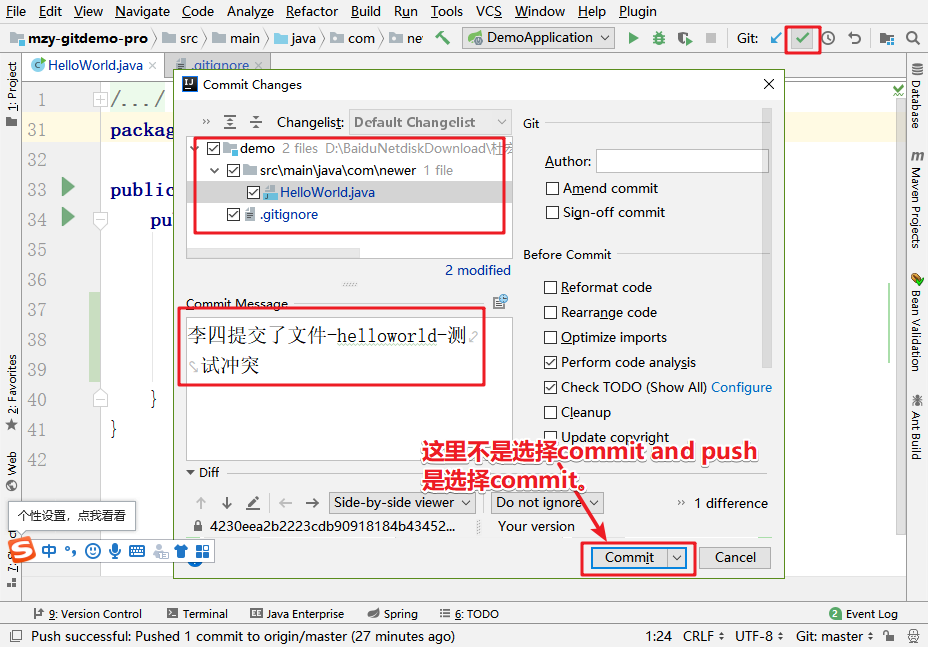 File Edit View Navigate Code Analyze Refactor Build Run Tools VCS Window Help Plugin
mzy-gitdemo-pro src main java com ne DemoApplication Git:
HelloWorld.java .gitignore
1: Project
2: Favorites
Web
Database
Maven Projects
Bean Validation
Ant Build
1 /.../
31 packag
32
33 public
34 pu
35
36
37
38
39
40 }
41 }
42
Commit Changes
Changelist: Default Changelist
demo 2 files D:\BaiduNetdiskDownload\杜
src\main\java\com\newer 1 file
HelloWorld.java
.gitignore
2 modified
Commit Message
李四提交了文件-helloworld-测
试冲突
Git
Author:
Amend commit
Sign-off commit
Before Commit
Reformat code
Rearrange code
Optimize imports
Perform code analysis
Check TODO (Show All) Configure
Cleanup
Update copyright
这里不是选择commit and push
是选择commit。
Diff
Side-by-side viewer Do not ignore 1 difference
4230eea2b2223cdb90918184b43452... Your version
Commit Cancel
个性设置，点我看看
中
9: Version Control Terminal Java Enterprise Spring 6: TODO 2 Event Log
Push successful: Pushed 1 commit to origin/master (27 minutes ago) 1:24 CRLF UTF-8 Git: master